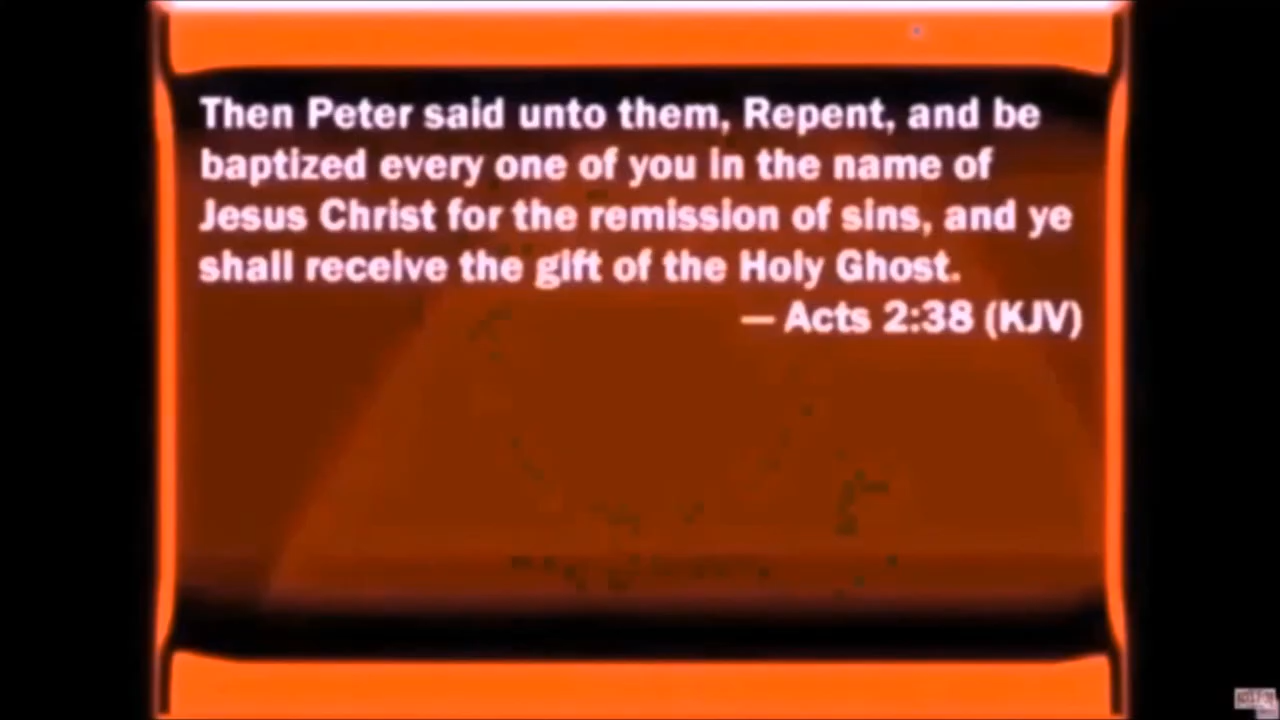 Then Peter said unto them, Repent, and be
baptized every one of you in the name of
Jesus Christ for the remission of sins, and ye
shall receive the gift of the Holy Ghost.
— Acts 2:38 (KJV)